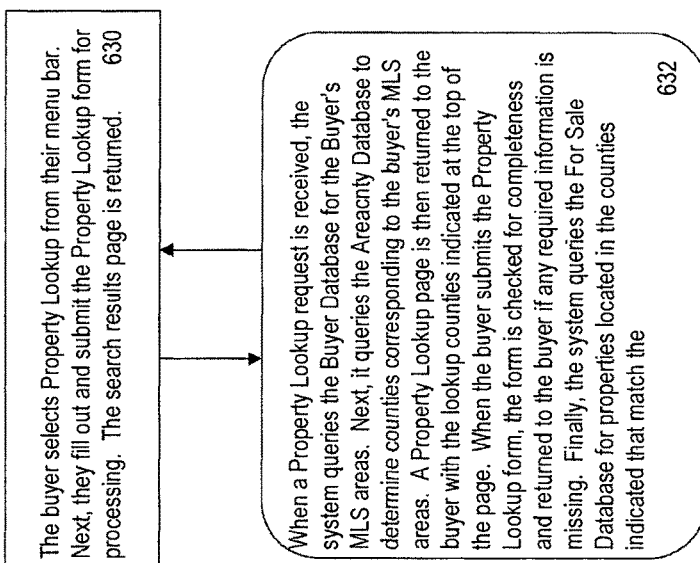 The buyer selects Property Lookup from their menu bar.
Next, they fill out and submit the Property Lookup form for
processing. The search results page is returned. 630
When a Property Lookup request is received, the
system queries the Buyer Database for the Buyer's
MLS areas. Next, it queries the Areacnty Database to
determine counties corresponding to the buyer's MLS
areas. A Property Lookup page is then returned to the
buyer with the lookup counties indicated at the top of
the page. When the buyer submits the Property
Lookup form, the form is checked for completeness
and returned to the buyer if any required information is
missing. Finally, the system queries the For Sale
Database for properties located in the counties
indicated that match the
632